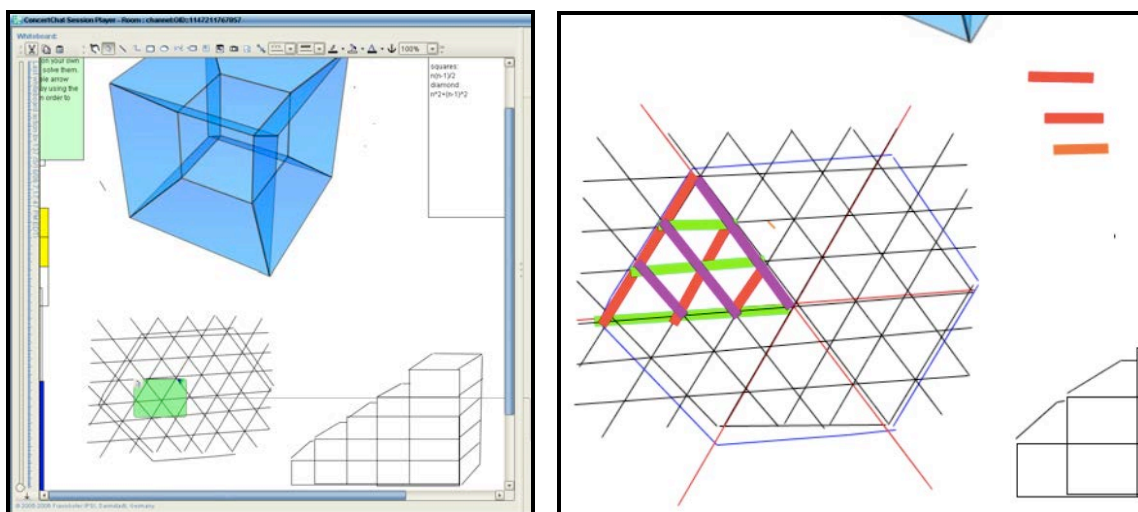 ConcertChat Session Player - Room : channelOID::1147211767857
Whiteboard:
100%
on your own
solve them.
ple arrow
by using the
n order to
squares:
n(n-1)/2
diamond
n^2+(n-1)^2
© 2005-2006 Fraunhofer IPSI, Darmstadt, Germany